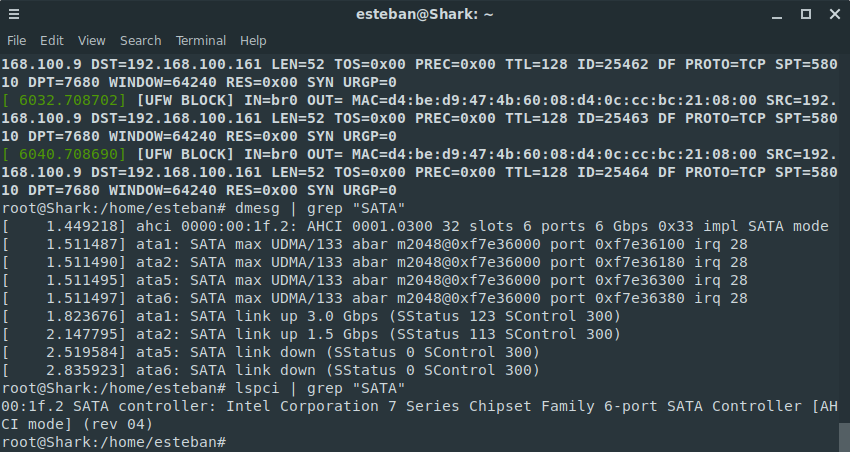 esteban@Shark: ~
File Edit View Search Terminal Help
168.100.9 DST=192.168.100.161 LEN=52 TOS=0x00 PREC=0x00 TTL=128 ID=25462 DF PROTO=TCP SPT=580
10 DPT=7680 WINDOW=64240 RES=0x00 SYN URGP=0
[ 6032.708702] [UFW BLOCK] IN=br0 OUT= MAC=d4:be:d9:47:4b:60:08:d4:0c:cc:bc:21:08:00 SRC=192.
168.100.9 DST=192.168.100.161 LEN=52 TOS=0x00 PREC=0x00 TTL=128 ID=25463 DF PROTO=TCP SPT=580
10 DPT=7680 WINDOW=64240 RES=0x00 SYN URGP=0
[ 6040.708690] [UFW BLOCK] IN=br0 OUT= MAC=d4:be:d9:47:4b:60:08:d4:0c:cc:bc:21:08:00 SRC=192.
168.100.9 DST=192.168.100.161 LEN=52 TOS=0x00 PREC=0x00 TTL=128 ID=25464 DF PROTO=TCP SPT=580
10 DPT=7680 WINDOW=64240 RES=0x00 SYN URGP=0
root@Shark:/home/esteban# dmesg | grep "SATA"
[    1.449218] ahci 0000:00:1f.2: AHCI 0001.0300 32 slots 6 ports 6 Gbps 0x33 impl SATA mode
[    1.511487] ata1: SATA max UDMA/133 abar m2048@0xf7e36000 port 0xf7e36100 irq 28
[    1.511490] ata2: SATA max UDMA/133 abar m2048@0xf7e36000 port 0xf7e36180 irq 28
[    1.511495] ata5: SATA max UDMA/133 abar m2048@0xf7e36000 port 0xf7e36300 irq 28
[    1.511497] ata6: SATA max UDMA/133 abar m2048@0xf7e36000 port 0xf7e36380 irq 28
[    1.823676] ata1: SATA link up 3.0 Gbps (SStatus 123 SControl 300)
[    2.147795] ata2: SATA link up 1.5 Gbps (SStatus 113 SControl 300)
[    2.519584] ata5: SATA link down (SStatus 0 SControl 300)
[    2.835923] ata6: SATA link down (SStatus 0 SControl 300)
root@Shark:/home/esteban# lspci | grep "SATA"
00:1f.2 SATA controller: Intel Corporation 7 Series Chipset Family 6-port SATA Controller [AH
CI mode] (rev 04)
root@Shark:/home/esteban#